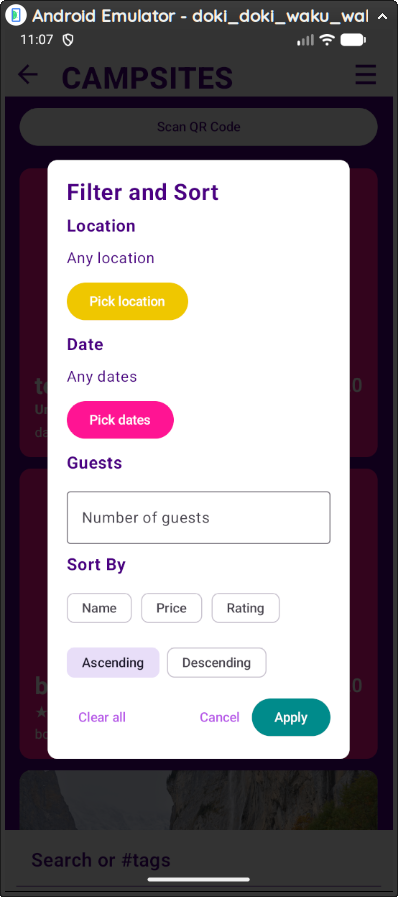 Android Emulator - doki_doki_waku_wa
11:07
CAMPSITES
Scan QR Code
Filter and Sort
Location
Any location
Pick location
Date
Any dates
Pick dates
Guests
Number of guests
Sort By
Name Price Rating
Ascending Descending
Clear all Cancel Apply
Search or #tags